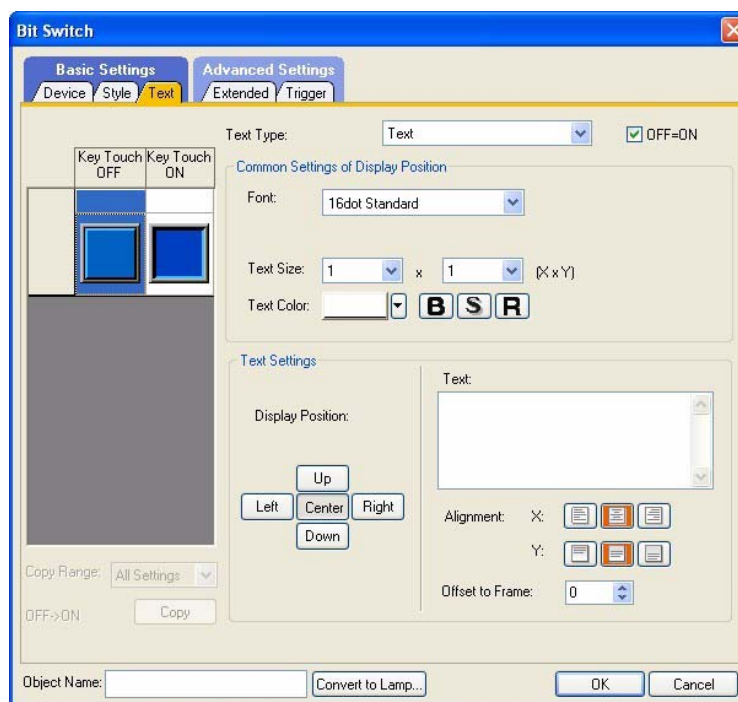 Bit Switch
Basic Settings
Advanced Settings
Device
Style
Text
Extended
Trigger
Text Type:
Text
OFF=ON
Key Touch OFF
Key Touch ON
Common Settings of Display Position
Font:
16dot Standard
Text Size:
1
x
1
(X x Y)
Text Color:
B
S
R
Text Settings
Text:
Display Position:
Up
Left
Center
Right
Down
Alignment:
X:
Y:
Offset to Frame:
0
Copy Range:
All Settings
OFF->ON
Copy
Object Name:
Convert to Lamp...
OK
Cancel